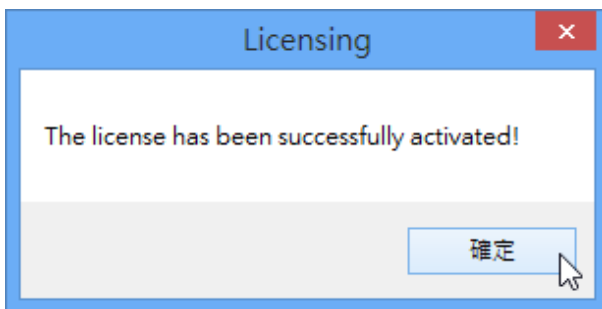 Licensing
The license has been successfully activated!
確定